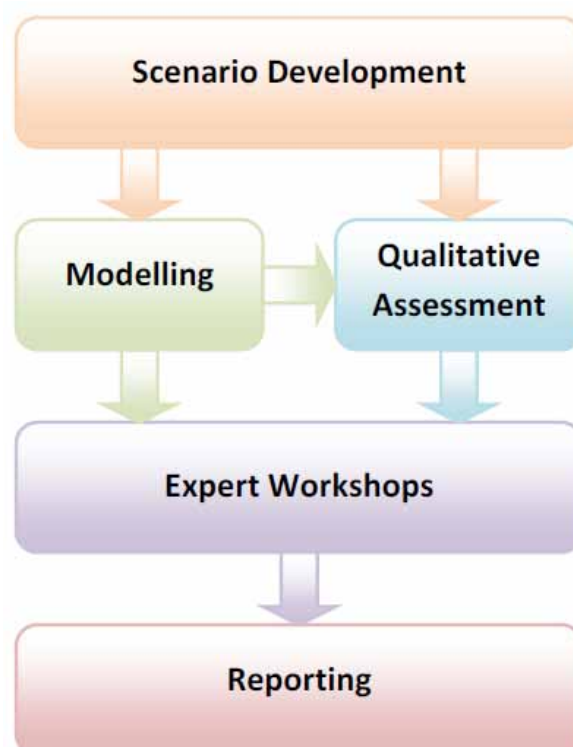 Scenario Development
Modelling
Qualitative
Assessment
Expert Workshops
Reporting